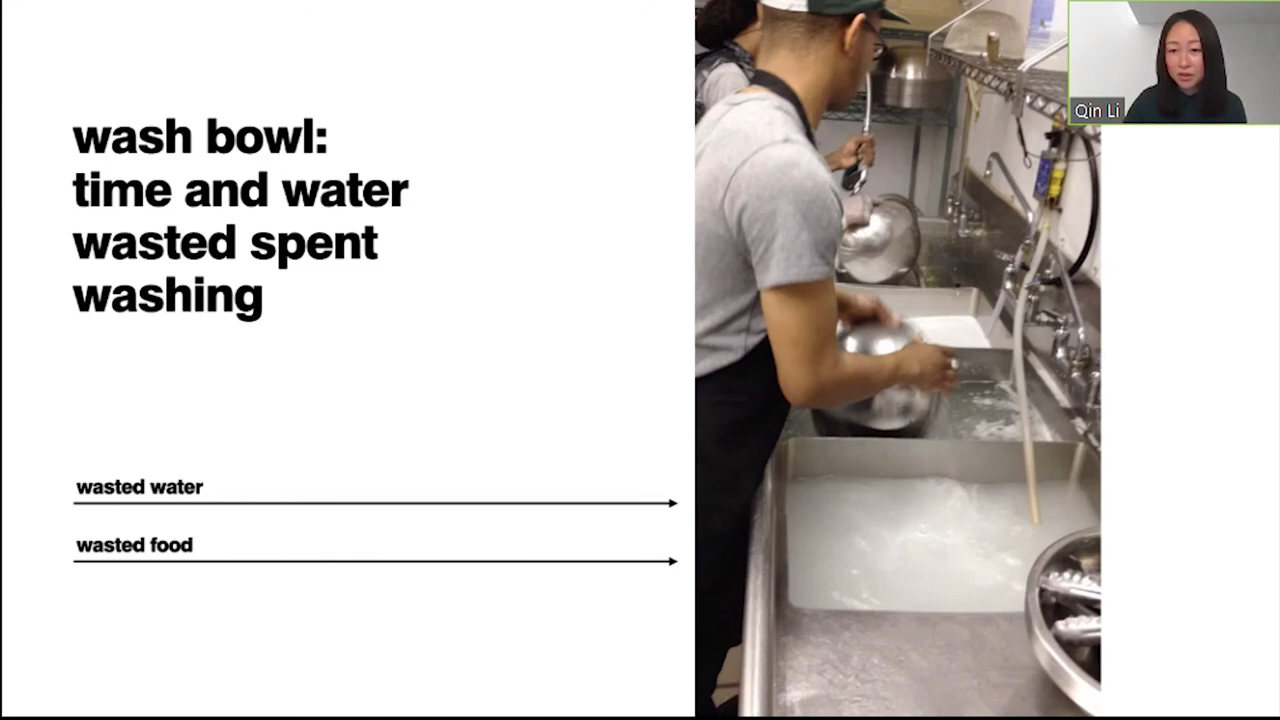 wash bowl:
time and water
wasted spent
washing
wasted water
wasted food
Qin Li